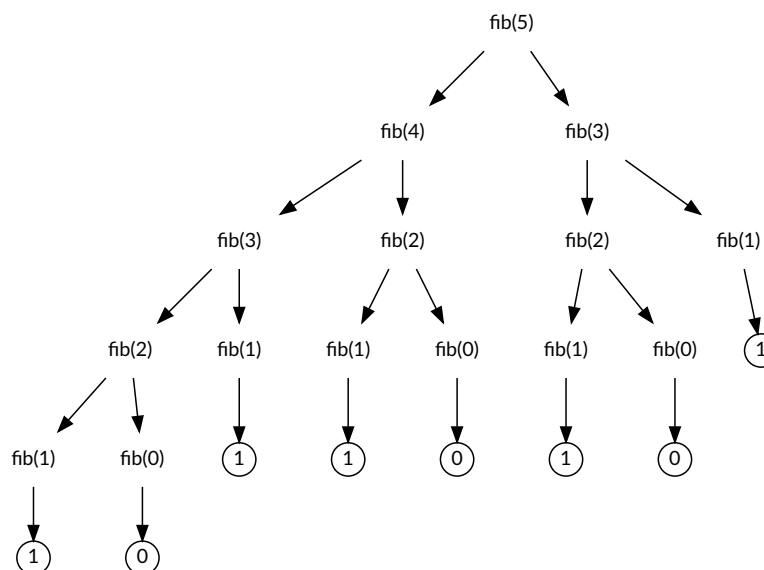 fib(5)
fib(4) fib(3)
fib(3) fib(2) fib(2) fib(1)
fib(2) fib(1) fib(1) fib(0) fib(1) fib(0) 1
fib(1) fib(0) 1 1 0 1 0
1 0